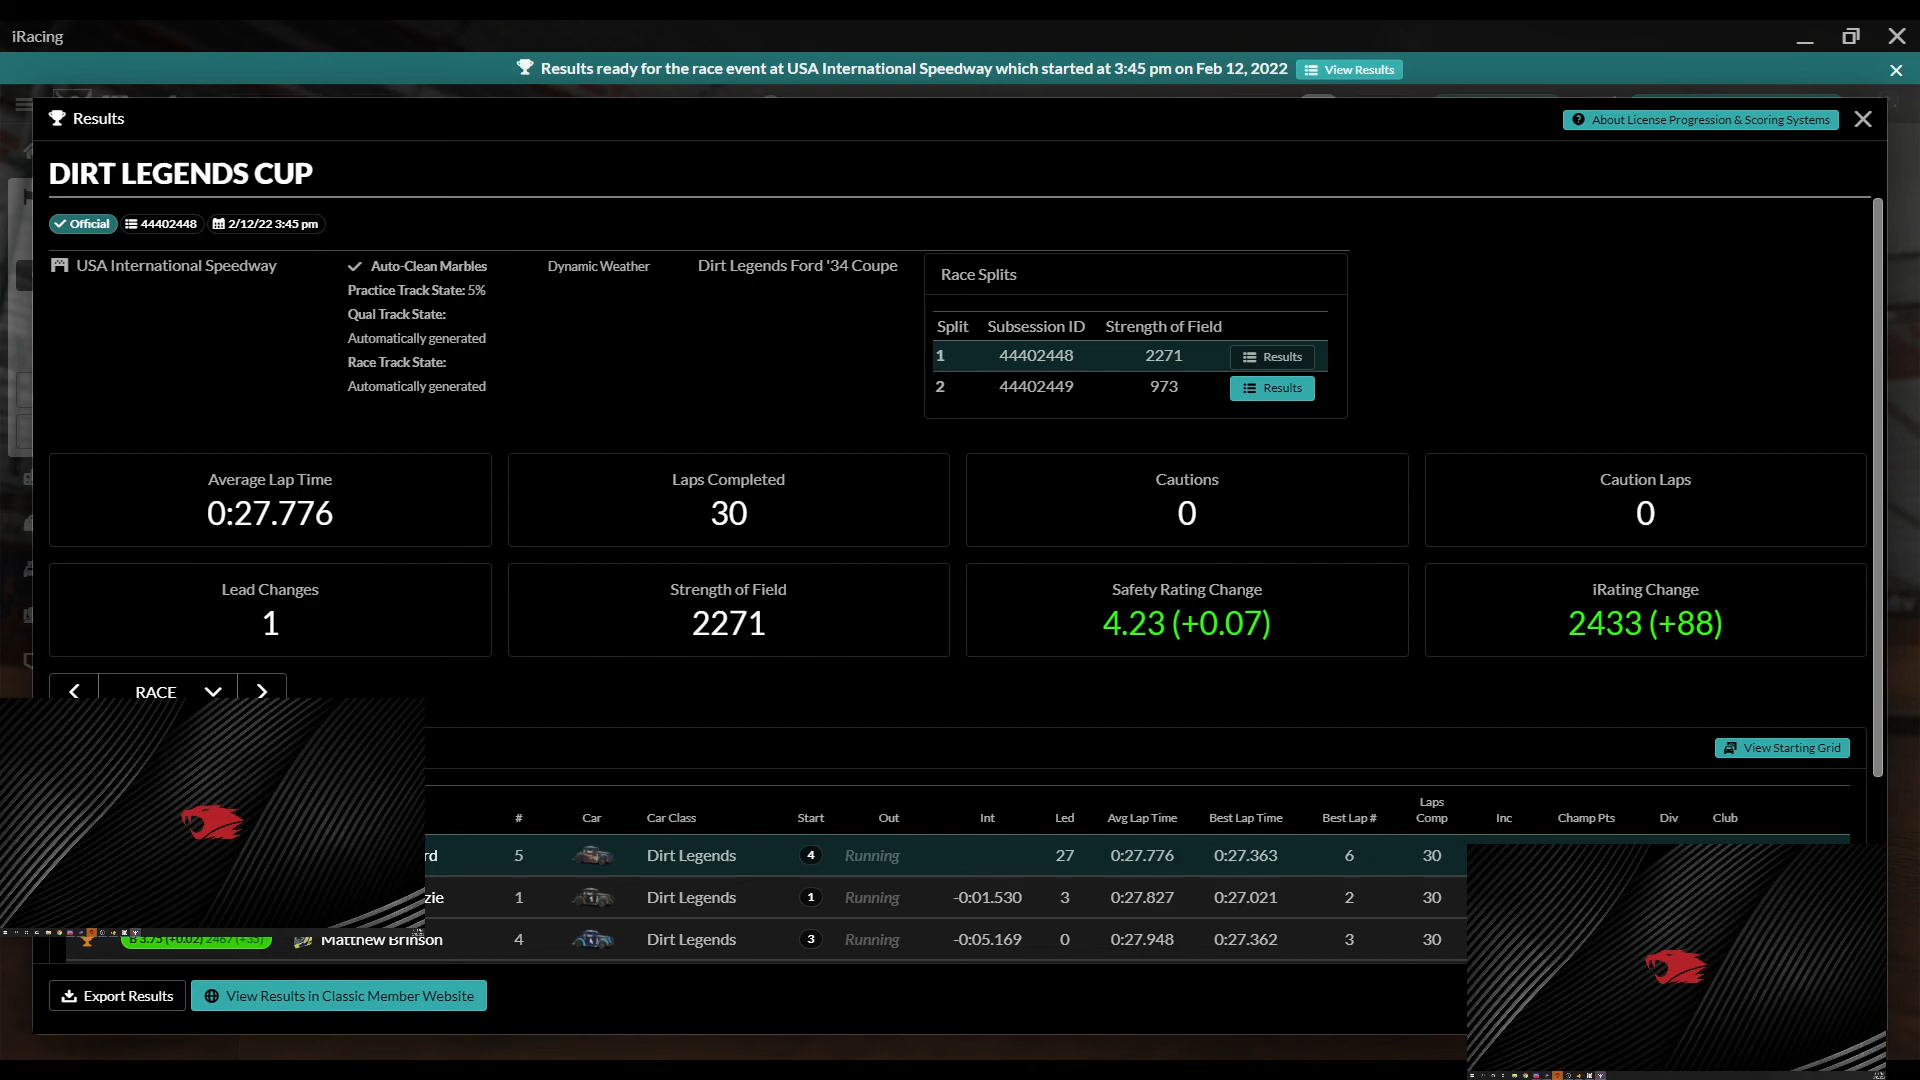 iRacing
Results ready for the race event at USA International Speedway which started at 3:45 pm on Feb 12, 2022 View Results
Results
About License Progression & Scoring Systems
DIRT LEGENDS CUP
Official 44402448 2/12/22 3:45 pm
USA International Speedway
Auto-Clean Marbles
Practice Track State: 5%
Qual Track State:
Automatically generated
Race Track State:
Automatically generated
Dynamic Weather
Dirt Legends Ford '34 Coupe
Race Splits
Split Subsession ID Strength of Field
1 44402448 2271 Results
2 44402449 973 Results
Average Lap Time
0:27.776
Laps Completed
30
Cautions
0
Caution Laps
0
Lead Changes
1
Strength of Field
2271
Safety Rating Change
4.23 (+0.07)
iRating Change
2433 (+88)
RACE
View Starting Grid
# Car Car Class Start Out Int Led Avg Lap Time Best Lap Time Best Lap # Laps Comp Inc Champ Pts Div Club
rd 5 Dirt Legends 4 Running 27 0:27.776 0:27.363 6 30
zie 1 Dirt Legends 1 Running -0:01.530 3 0:27.827 0:27.021 2 30
B 3.75 (+0.02) 2467 (+35) Matthew Brinson 4 Dirt Legends 3 Running -0:05.169 0 0:27.948 0:27.362 3 30
Export Results
View Results in Classic Member Website